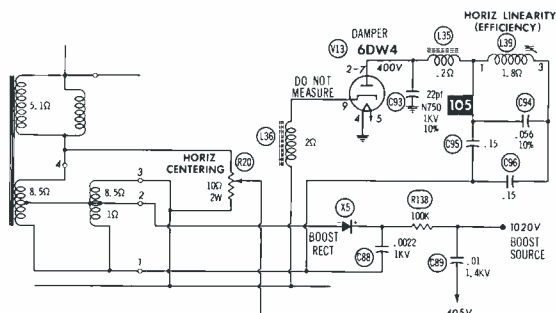 HORIZ LINEARITY
(EFFICIENCY)
DAMPER
6DW4
V13
2-7
400V
L35
.2Ω
L39
1
1.8Ω
3
DO NOT
MEASURE
9
4
5
C93
22pf
N750
1KV
10%
105
C94
.056
10%
C95
.15
C96
.15
5.1Ω
4
L36
2Ω
HORIZ
CENTERING
R20
10Ω
2W
8.5Ω
8.5Ω
1Ω
3
2
1
X5
BOOST
RECT
R138
100K
1020V
BOOST
SOURCE
C88
.0022
1KV
C89
.01
1.4KV
405V